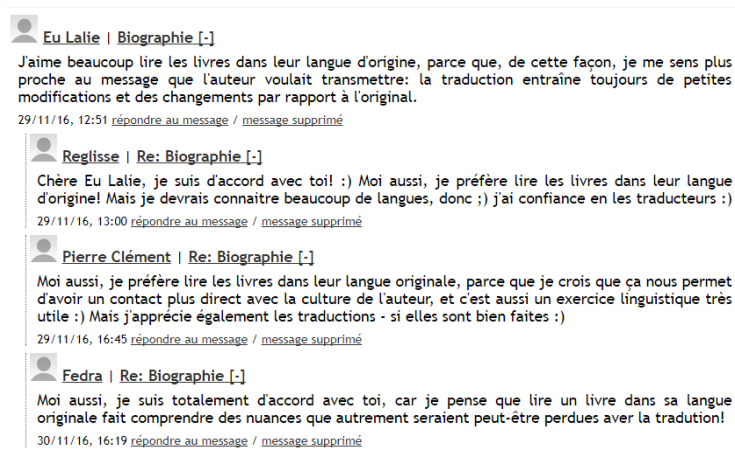 Eu Lalie | Biographie [-]
J'aime beaucoup lire les livres dans leur langue d'origine, parce que, de cette façon, je me sens plus
proche au message que l'auteur voulait transmettre: la traduction entraîne toujours de petites
modifications et des changements par rapport à l'original.
29/11/16, 12:51 répondre au message / message supprimé
Reglisse | Re: Biographie [-]
Chère Eu Lalie, je suis d'accord avec toi! :) Moi aussi, je préfère lire les livres dans leur langue
d'origine! Mais je devrais connaitre beaucoup de langues, donc ;) j'ai confiance en les traducteurs :)
29/11/16, 13:00 répondre au message / message supprimé
Pierre Clément | Re: Biographie [-]
Moi aussi, je préfère lire les livres dans leur langue originale, parce que je crois que ça nous permet
d'avoir un contact plus direct avec la culture de l'auteur, et c'est aussi un exercice linguistique très
utile :) Mais j'apprécie également les traductions - si elles sont bien faites :)
29/11/16, 16:45 répondre au message / message supprimé
Fedra | Re: Biographie [-]
Moi aussi, je suis totalement d'accord avec toi, car je pense que lire un livre dans sa langue
originale fait comprendre des nuances que autrement seraient peut-être perdues aver la tradution!
30/11/16, 16:19 répondre au message / message supprimé